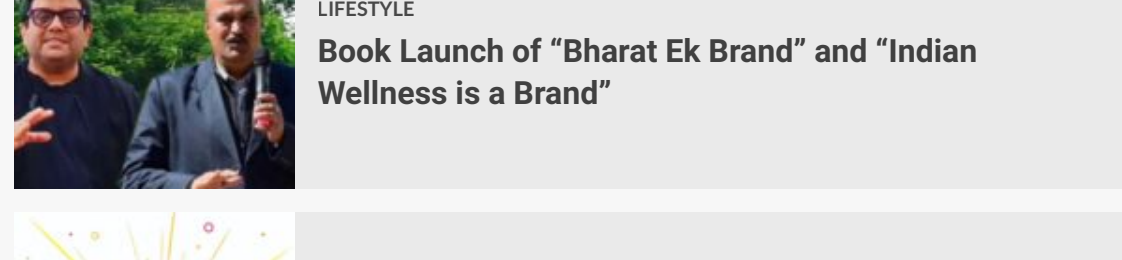 LIFESTYLE
Book Launch of “Bharat Ek Brand” and “Indian
Wellness is a Brand”